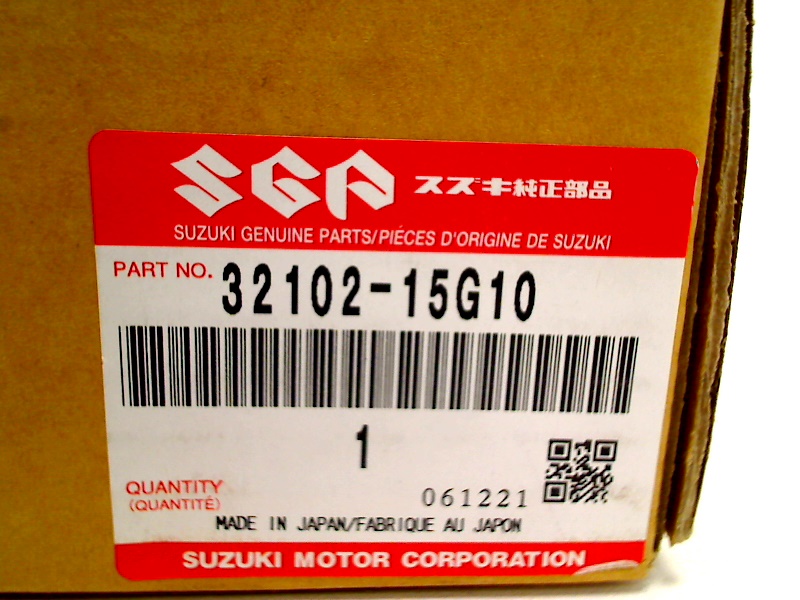 SGP スズキ純正部品
SUZUKI GENUINE PARTS/PIÉCES D'ORIGINE DE SUZUKI
PART NO. 32102-15G10
1
QUANTITY
(QUANTITÉ)
061221
MADE IN JAPAN/FABRIQUE AU JAPON
SUZUKI MOTOR CORPORATION